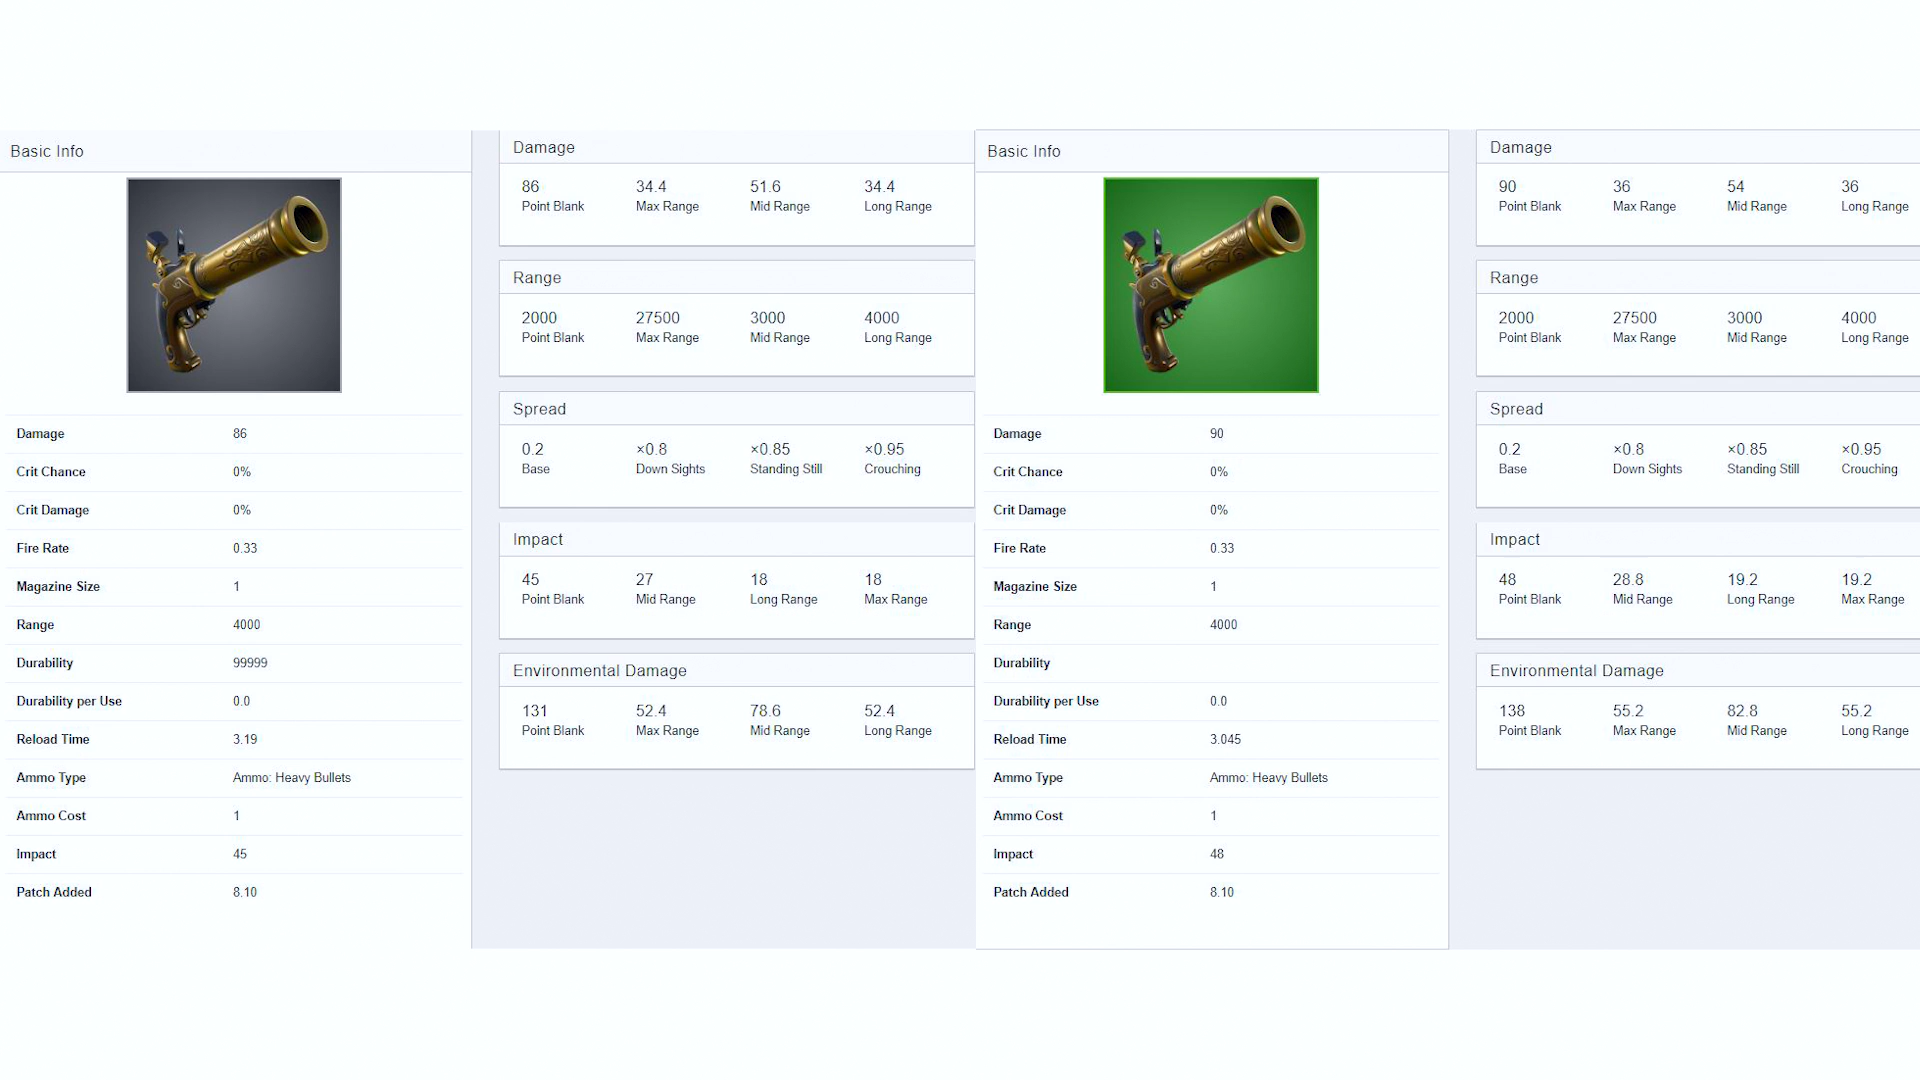 Basic Info
Damage 86
Crit Chance 0%
Crit Damage 0%
Fire Rate 0.33
Magazine Size 1
Range 4000
Durability 99999
Durability per Use 0.0
Reload Time 3.19
Ammo Type Ammo: Heavy Bullets
Ammo Cost 1
Impact 45
Patch Added 8.10
Damage
86 34.4 51.6 34.4
Point Blank Max Range Mid Range Long Range
Range
2000 27500 3000 4000
Point Blank Max Range Mid Range Long Range
Spread
0.2 ×0.8 ×0.85 ×0.95
Base Down Sights Standing Still Crouching
Impact
45 27 18 18
Point Blank Mid Range Long Range Max Range
Environmental Damage
131 52.4 78.6 52.4
Point Blank Max Range Mid Range Long Range
Basic Info
Damage 90
Crit Chance 0%
Crit Damage 0%
Fire Rate 0.33
Magazine Size 1
Range 4000
Durability
Durability per Use 0.0
Reload Time 3.045
Ammo Type Ammo: Heavy Bullets
Ammo Cost 1
Impact 48
Patch Added 8.10
Damage
90 36 54 36
Point Blank Max Range Mid Range Long Range
Range
2000 27500 3000 4000
Point Blank Max Range Mid Range Long Range
Spread
0.2 ×0.8 ×0.85 ×0.95
Base Down Sights Standing Still Crouching
Impact
48 28.8 19.2 19.2
Point Blank Mid Range Long Range Max Range
Environmental Damage
138 55.2 82.8 55.2
Point Blank Max Range Mid Range Long Range